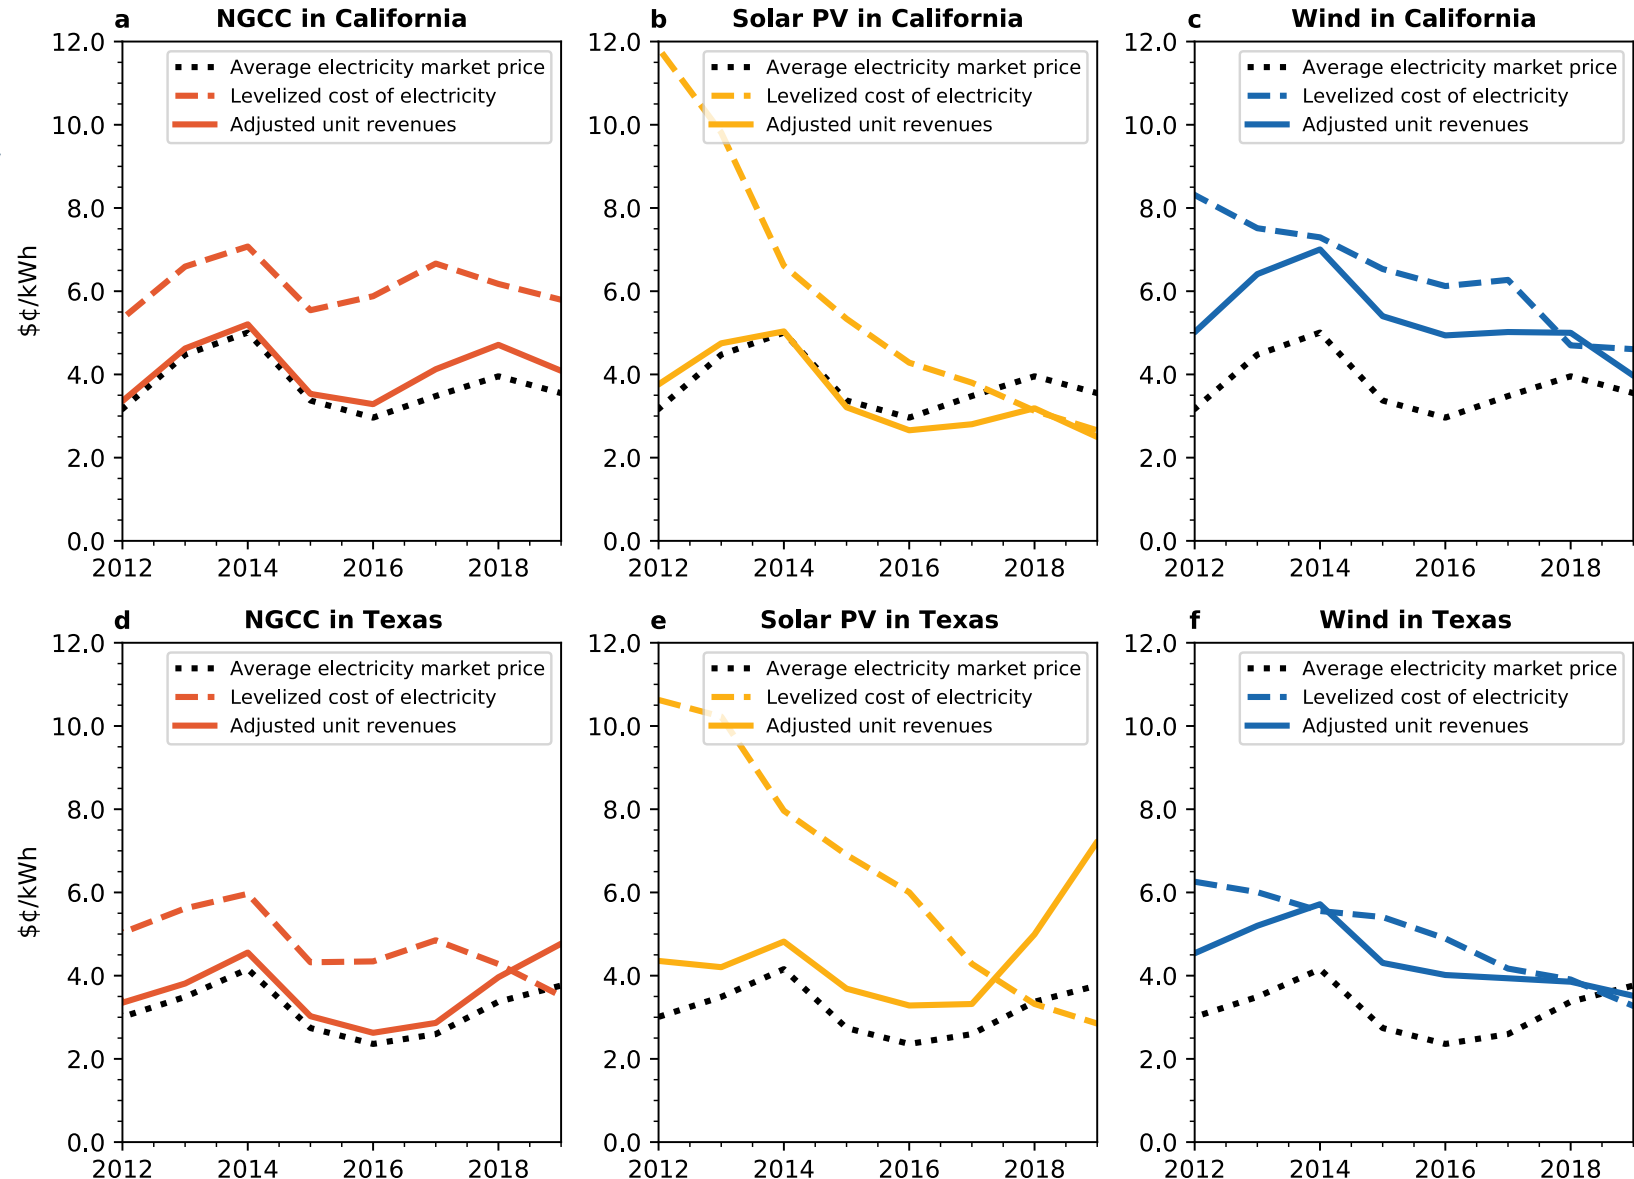 a NGCC in California
12.0
10.0
8.0
6.0
4.0
2.0
0.0
$¢/kWh
Average electricity market price
Levelized cost of electricity
Adjusted unit revenues
2012 2014 2016 2018
b Solar PV in California
12.0
10.0
8.0
6.0
4.0
2.0
0.0
Average electricity market price
Levelized cost of electricity
Adjusted unit revenues
2012 2014 2016 2018
c Wind in California
12.0
10.0
8.0
6.0
4.0
2.0
0.0
Average electricity market price
Levelized cost of electricity
Adjusted unit revenues
2012 2014 2016 2018
d NGCC in Texas
12.0
10.0
8.0
6.0
4.0
2.0
0.0
$¢/kWh
Average electricity market price
Levelized cost of electricity
Adjusted unit revenues
2012 2014 2016 2018
e Solar PV in Texas
12.0
10.0
8.0
6.0
4.0
2.0
0.0
Average electricity market price
Levelized cost of electricity
Adjusted unit revenues
2012 2014 2016 2018
f Wind in Texas
12.0
10.0
8.0
6.0
4.0
2.0
0.0
Average electricity market price
Levelized cost of electricity
Adjusted unit revenues
2012 2014 2016 2018